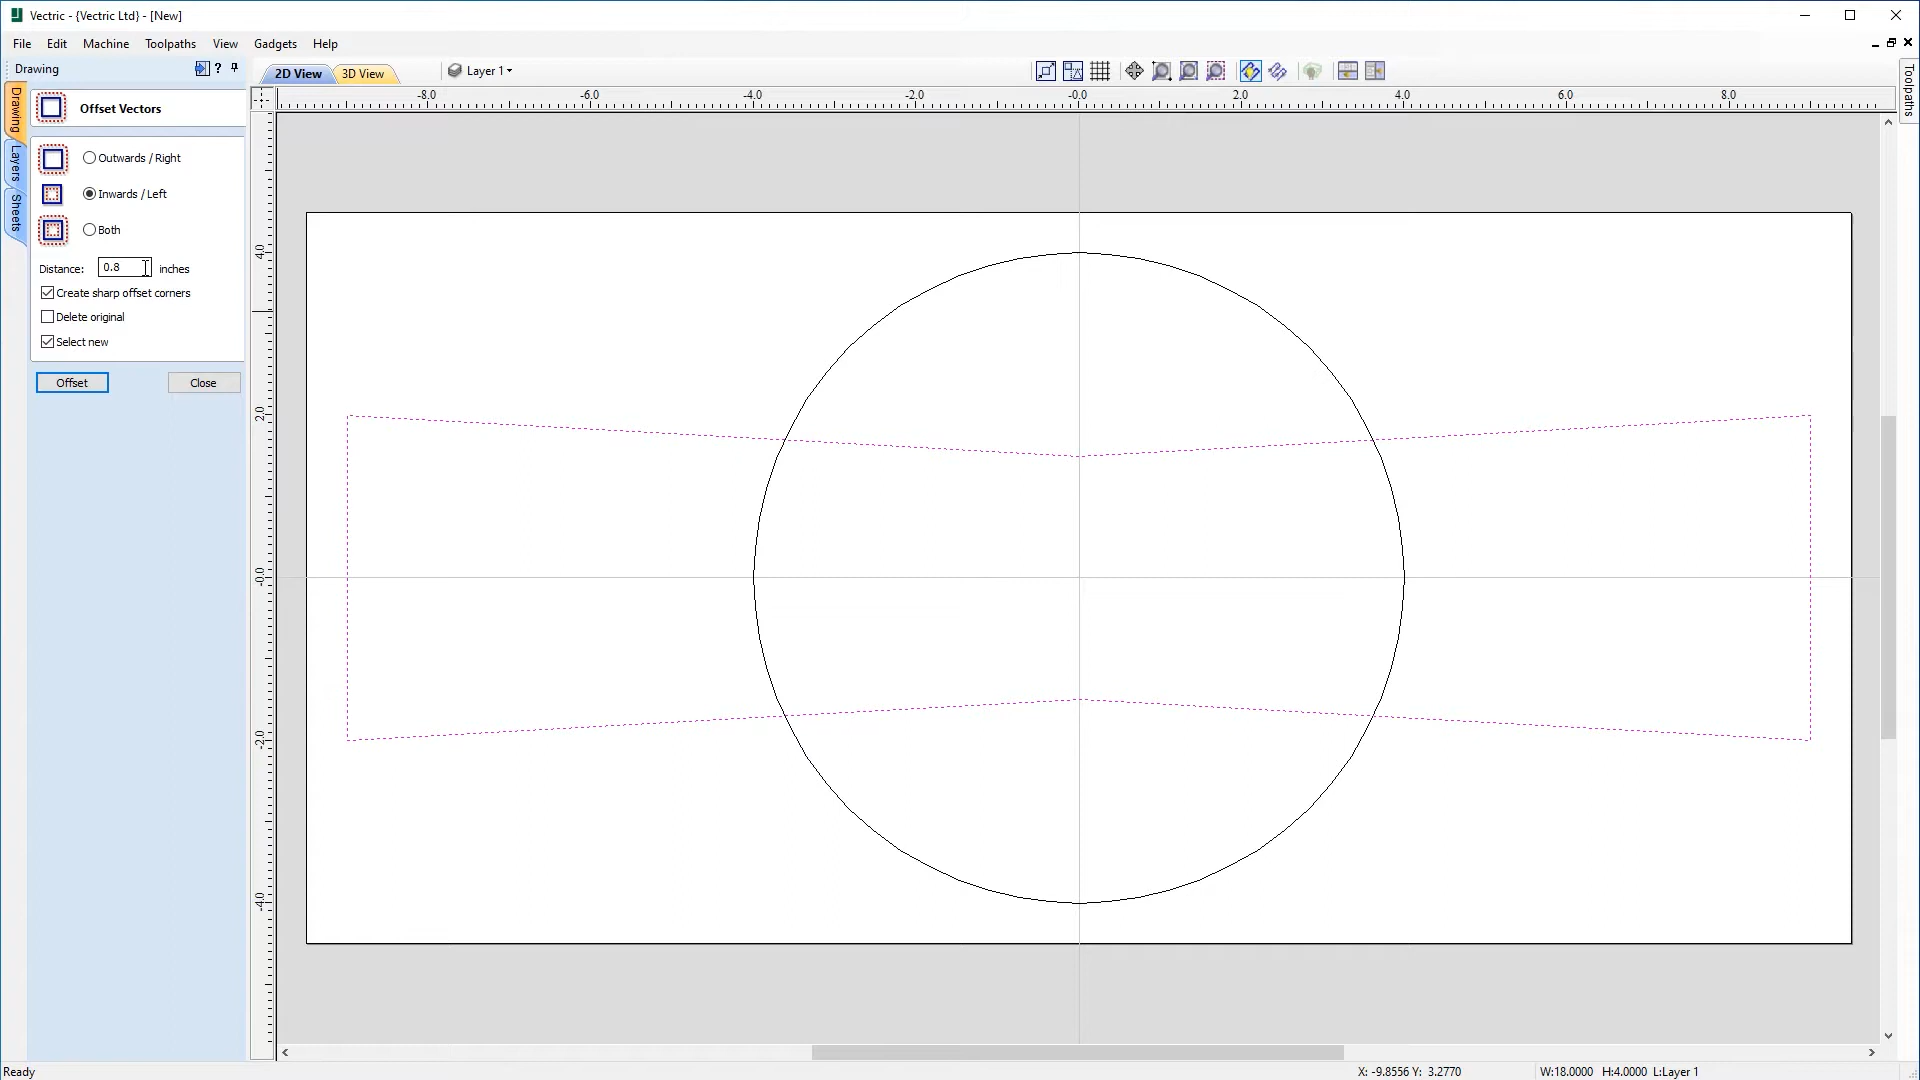 Vectric - {Vectric Ltd} - [New]
File Edit Machine Toolpaths View Gadgets Help
Drawing ?
2D View 3D View Layer 1
Offset Vectors
Outwards / Right
Inwards / Left
Both
Distance: 0.8 inches
Create sharp offset corners
Delete original
Select new
Offset Close
Drawing
Layers
Sheets
Toolpaths
-8.0 -6.0 -4.0 -2.0 -0.0 2.0 4.0 6.0 8.0
4.0
2.0
-0.0
-2.0
-4.0
Ready X: -9.8556 Y: 3.2770 W:18.0000 H:4.0000 L:Layer 1